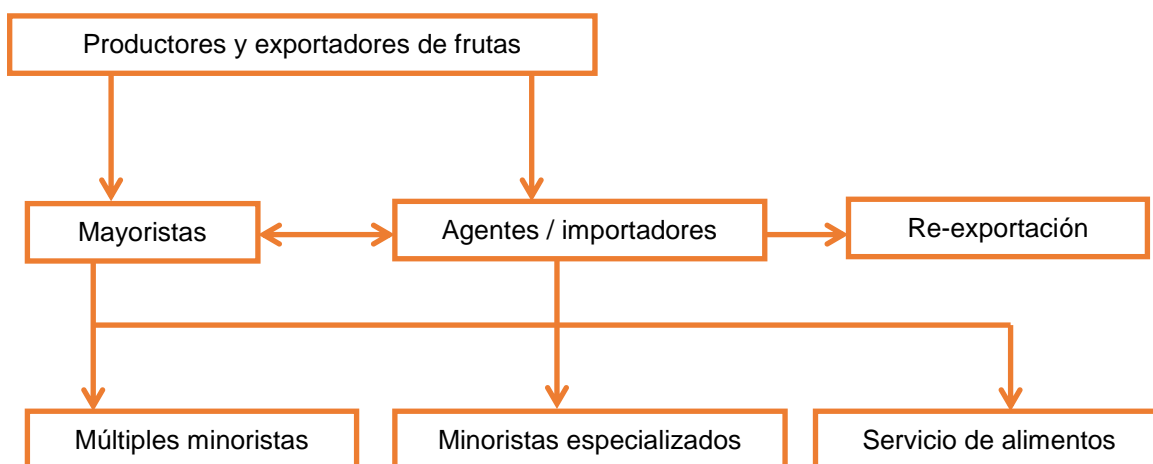 Productores y exportadores de frutas
Mayoristas
Agentes / importadores
Re-exportación
Múltiples minoristas
Minoristas especializados
Servicio de alimentos